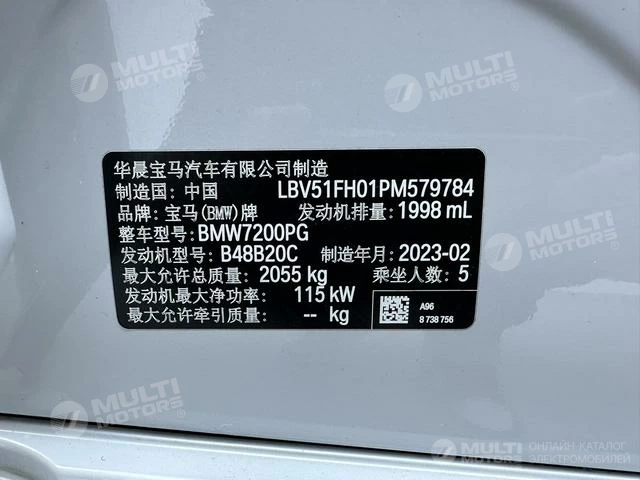 MULTI
MOTORS®
MULTI
MOTORS®
华晨宝马汽车有限公司制造
制造国: 中国 LBV51FH01PM579784
品牌: 宝马(BMW)牌 发动机排量: 1998 mL
整车型号:BMW7200PG
发动机型号: B48B20C 制造年月: 2023-02
最大允许总质量: 2055 kg 乘坐人数: 5
发动机最大净功率: 115 kW
最大允许牵引质量: -- kg
A96
8 738 756
MULTI
MOTORS®
MULTI
MOTORS®
ОНЛАЙН-КАТАЛОГ
ЭЛЕКТРОМОБИЛЕЙ